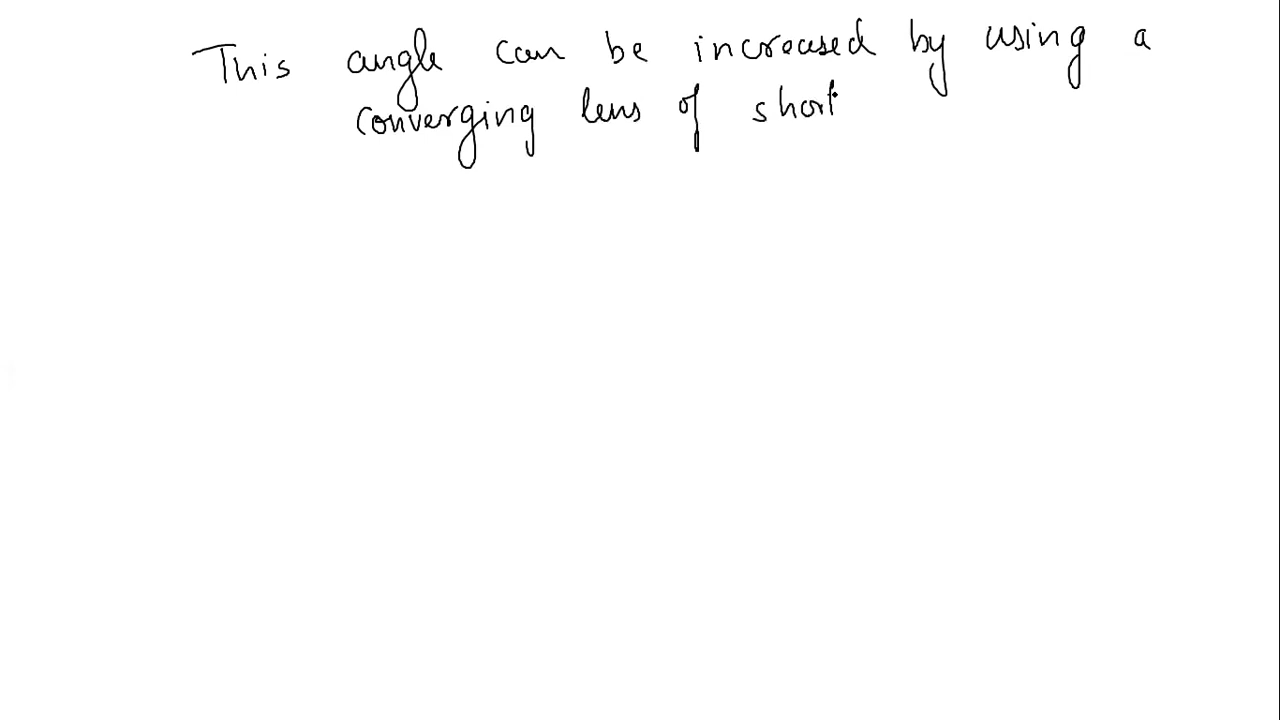 This angle can be increased by using a
converging lens of short